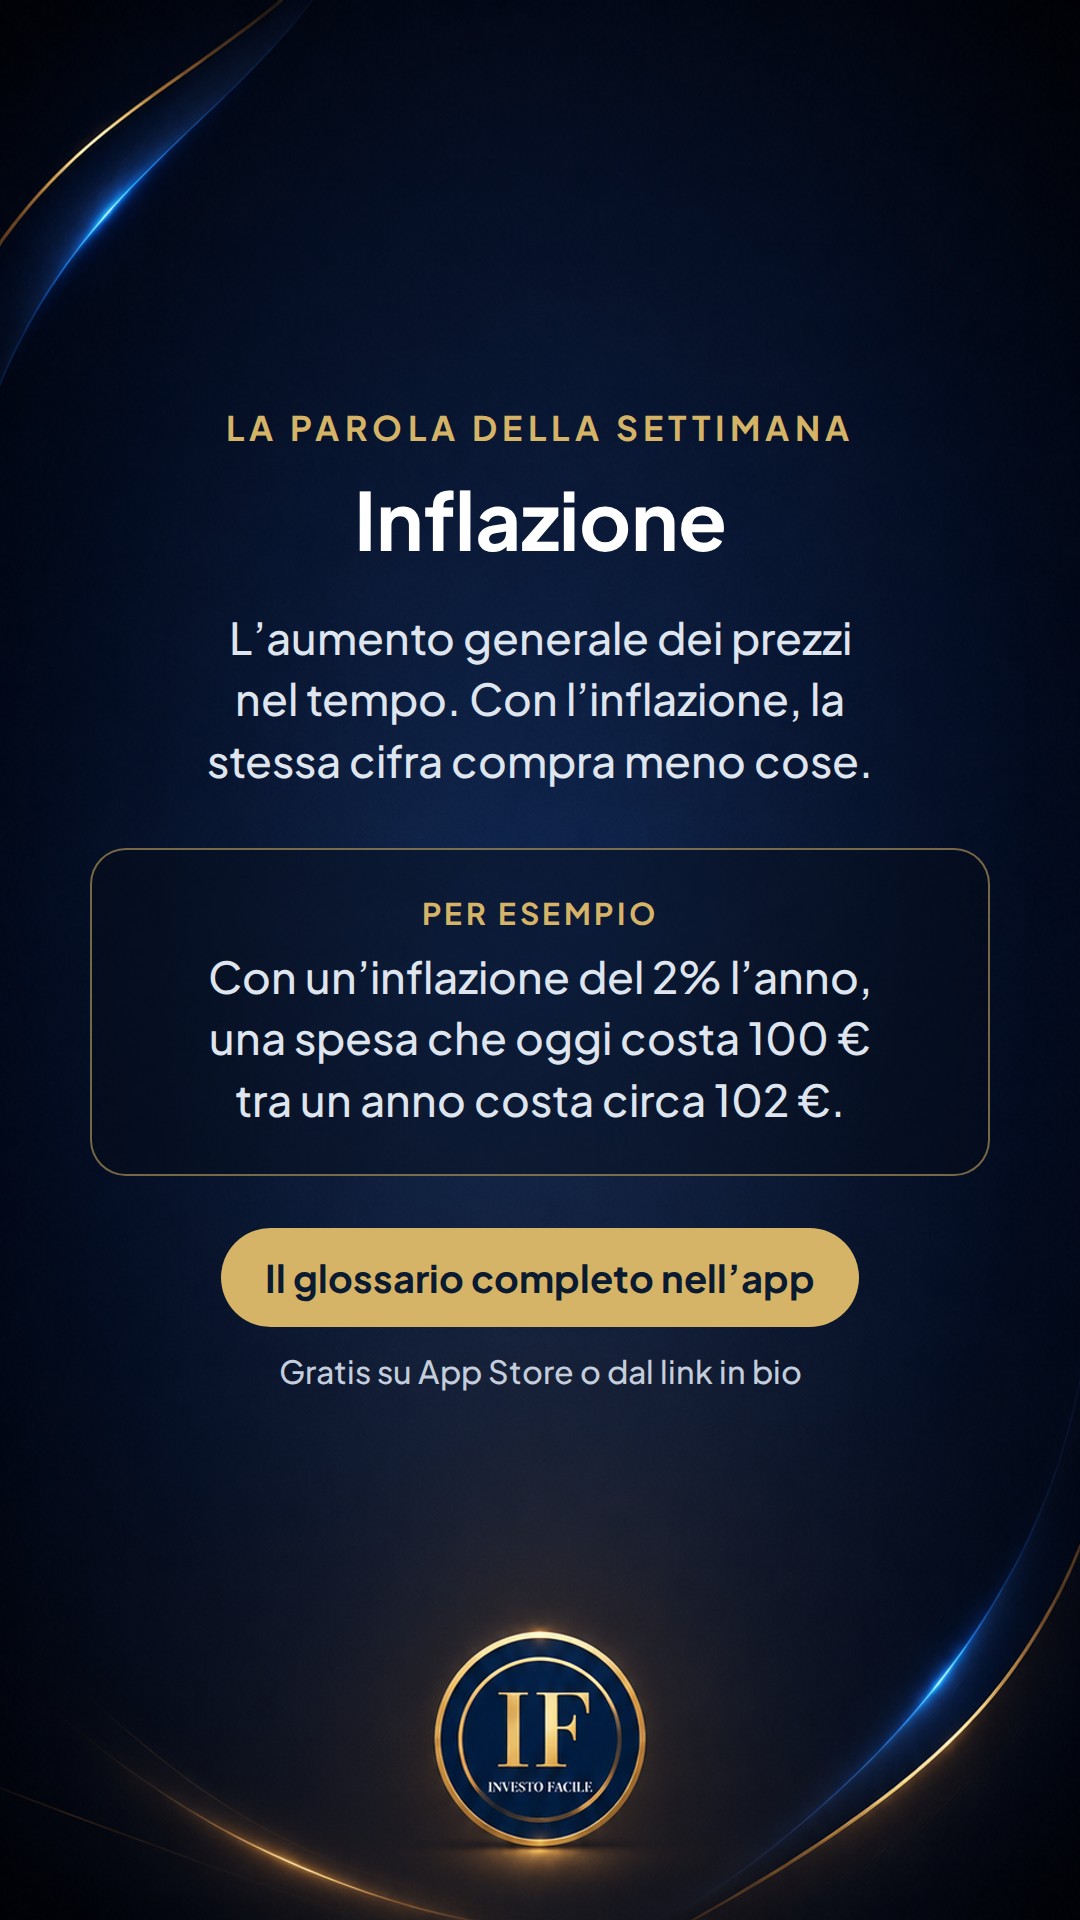 LA PAROLA DELLA SETTIMANA
Inflazione
L’aumento generale dei prezzi
nel tempo. Con l’inflazione, la
stessa cifra compra meno cose.
PER ESEMPIO
Con un’inflazione del 2% l’anno,
una spesa che oggi costa 100 €
tra un anno costa circa 102 €.
Il glossario completo nell’app
Gratis su App Store o dal link in bio
IF
INVESTO FACILE